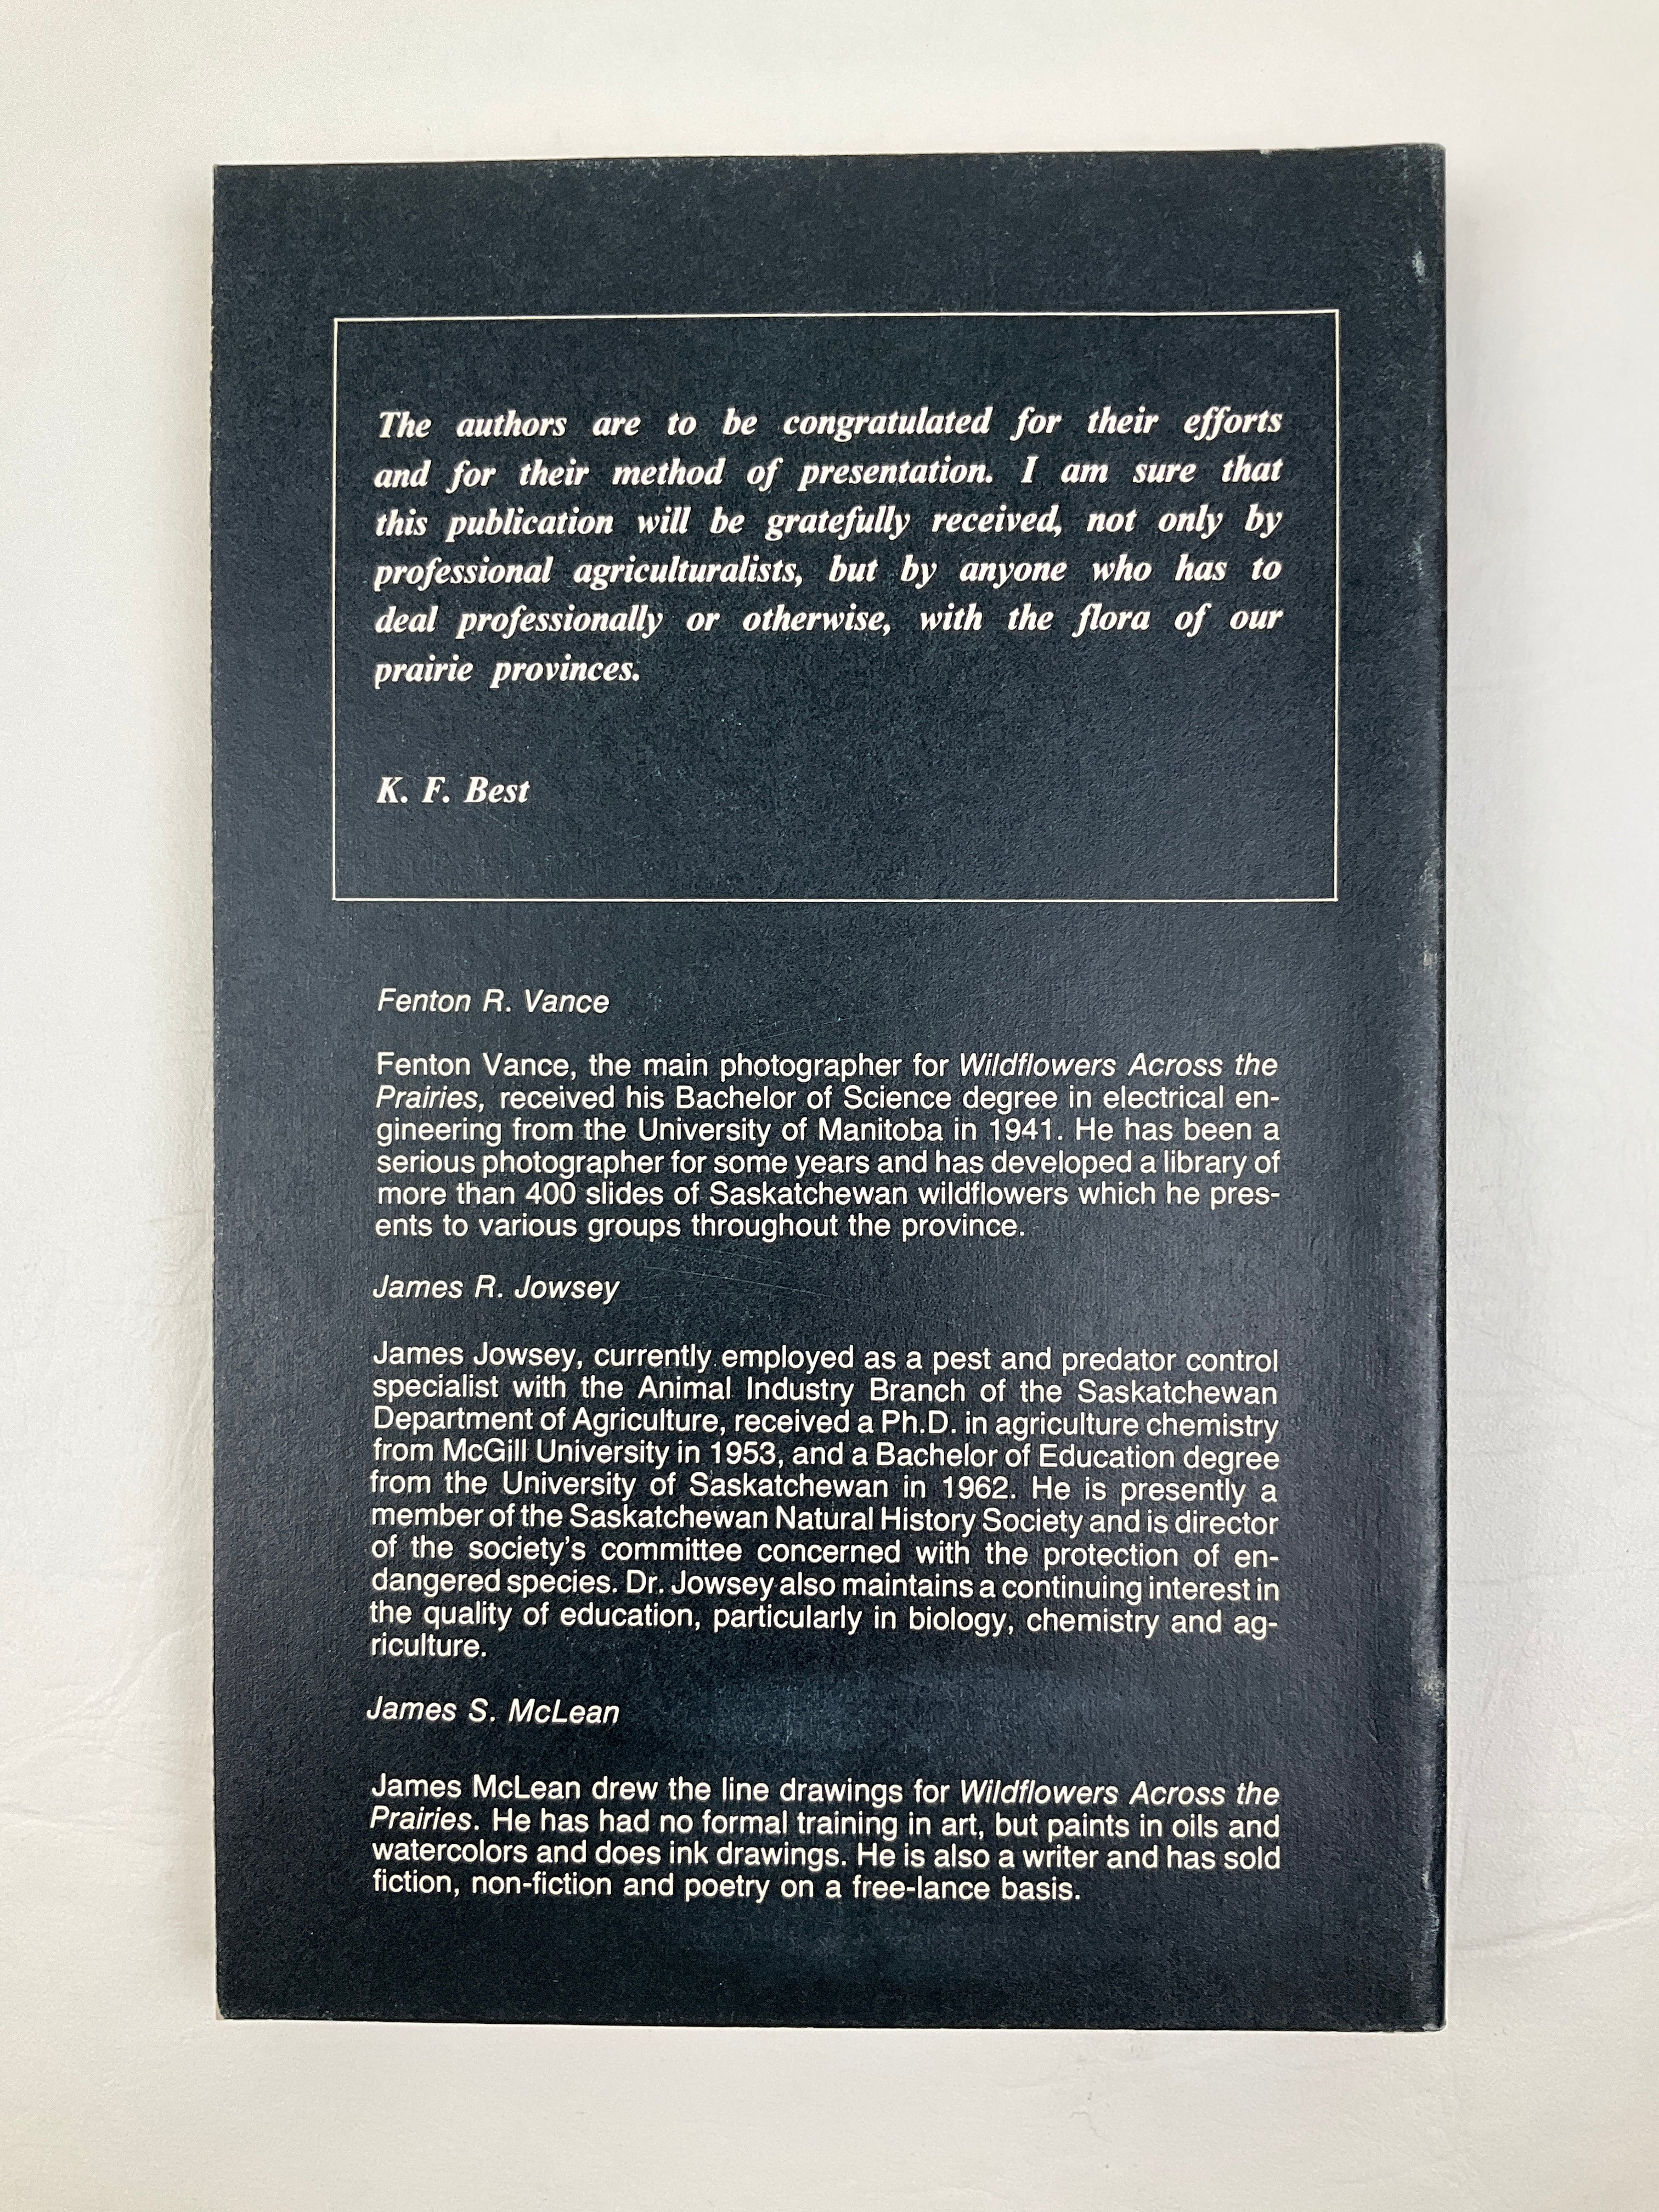 The authors are to be congratulated for their efforts
and for their method of presentation. I am sure that
this publication will be gratefully received, not only by
professional agriculturalists, but by anyone who has to
deal professionally or otherwise, with the flora of our
prairie provinces.
K. F. Best
Fenton R. Vance
Fenton Vance, the main photographer for Wildflowers Across the
Prairies, received his Bachelor of Science degree in electrical en-
gineering from the University of Manitoba in 1941. He has been a
serious photographer for some years and has developed a library of
more than 400 slides of Saskatchewan wildflowers which he pres-
ents to various groups throughout the province.
James R. Jowsey
James Jowsey, currently employed as a pest and predator control
specialist with the Animal Industry Branch of the Saskatchewan
Department of Agriculture, received a Ph.D. in agriculture chemistry
from McGill University in 1953, and a Bachelor of Education degree
from the University of Saskatchewan in 1962. He is presently a
member of the Saskatchewan Natural History Society and is director
of the society's committee concerned with the protection of en-
dangered species. Dr. Jowsey also maintains a continuing interest in
the quality of education, particularly in biology, chemistry and ag-
riculture.
James S. McLean
James McLean drew the line drawings for Wildflowers Across the
Prairies. He has had no formal training in art, but paints in oils and
watercolors and does ink drawings. He is also a writer and has sold
fiction, non-fiction and poetry on a free-lance basis.